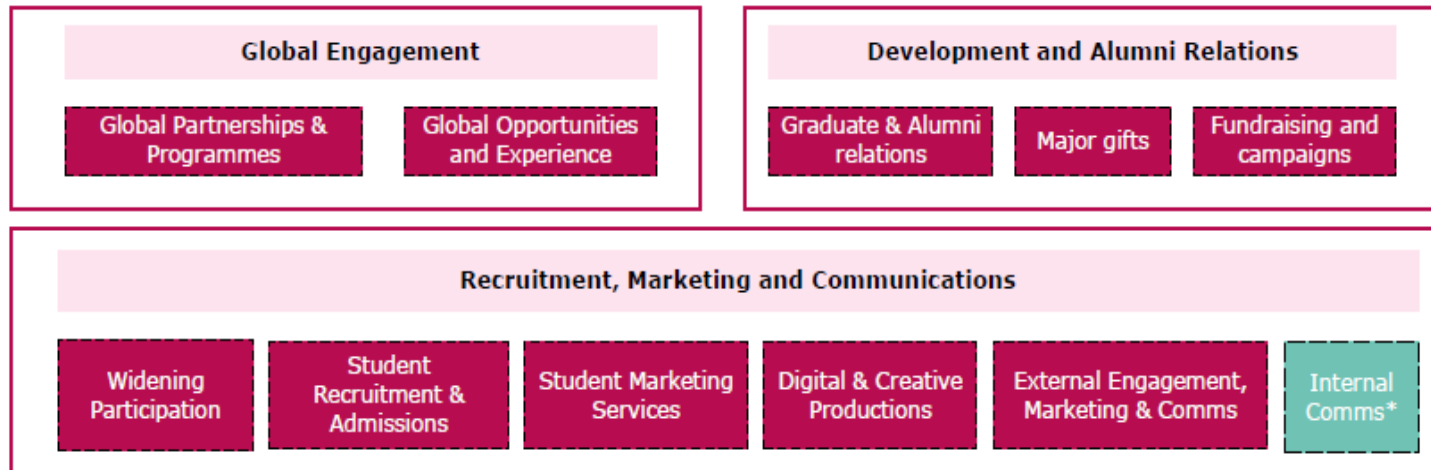 Global Engagement
Global Partnerships &
Programmes
Global Opportunities
and Experience
Development and Alumni Relations
Graduate & Alumni
relations
Major gifts
Fundraising and
campaigns
Recruitment, Marketing and Communications
Widening
Participation
Student
Recruitment &
Admissions
Student Marketing
Services
Digital & Creative
Productions
External Engagement,
Marketing & Comms
Internal
Comms*